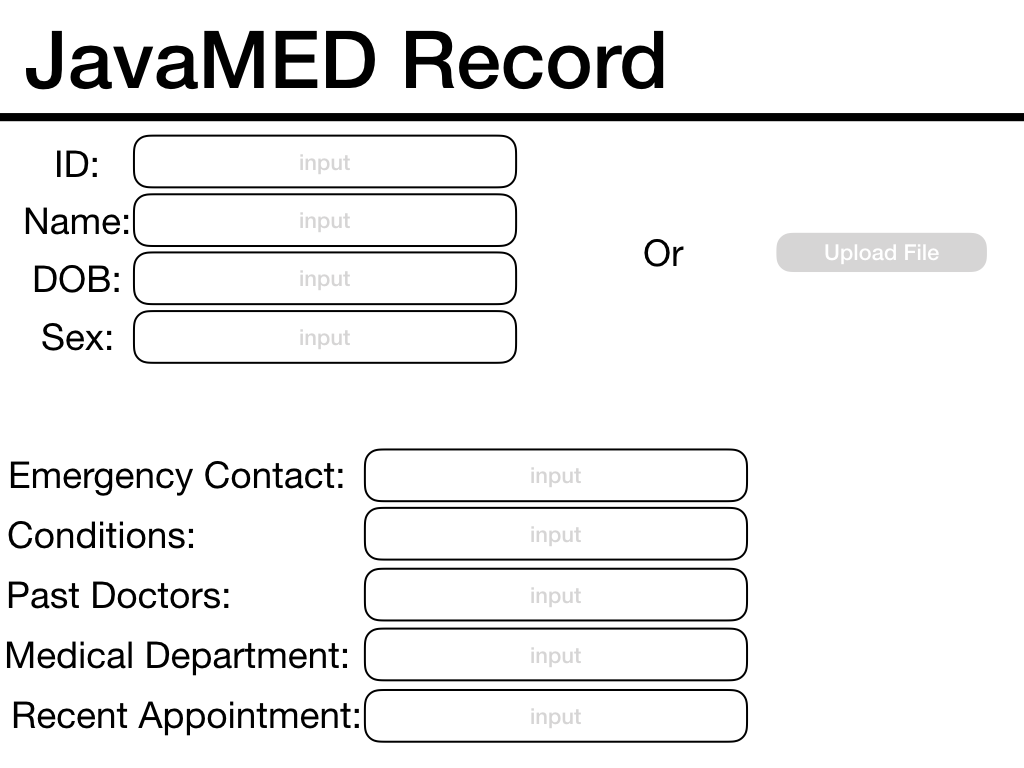 JavaMED Record
ID: input
Name: input
DOB: input
Sex: input
Or Upload File
Emergency Contact: input
Conditions: input
Past Doctors: input
Medical Department: input
Recent Appointment: input